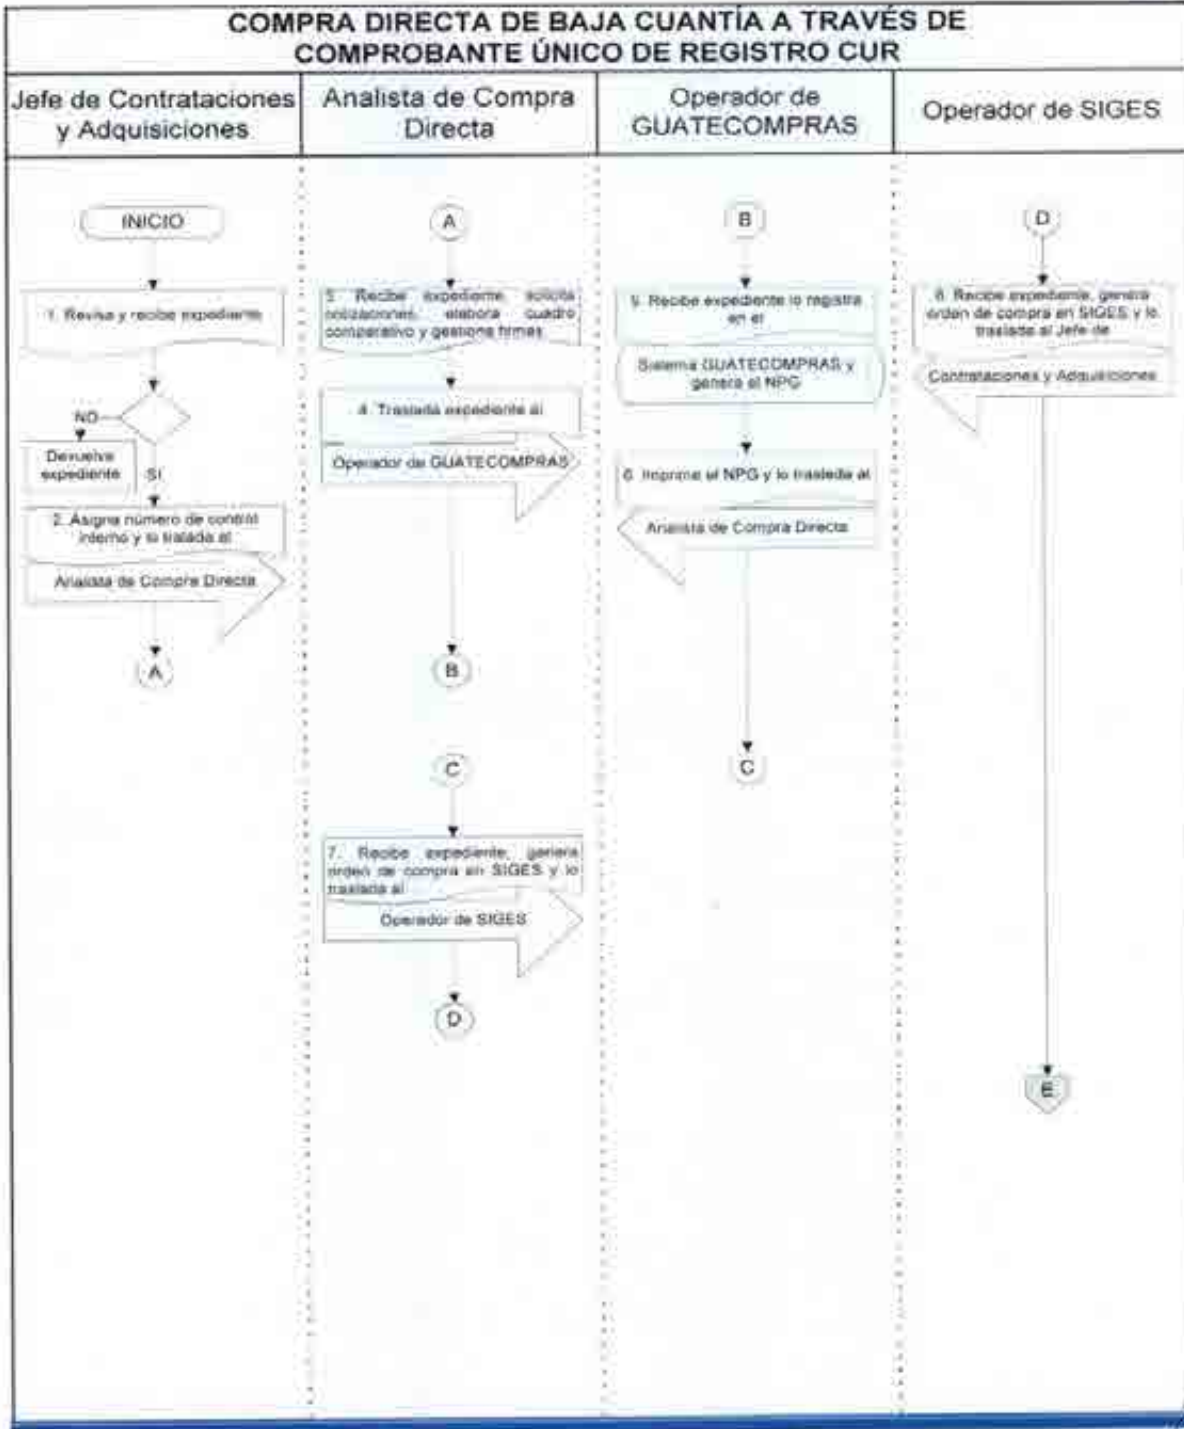 COMPRA DIRECTA DE BAJA CUANTÍA A TRAVÉS DE
COMPROBANTE ÚNICO DE REGISTRO CUR
Jefe de Contrataciones
y Adquisiciones
Analista de Compra
Directa
Operador de
GUATECOMPRAS
Operador de SIGES
INICIO
1. Revisa y recibe expediente
NO
Devuelve
expediente
SI
2. Asigna número de control
interno y lo tralada al
Analista de Compra Directa
A
A
3. Recibe expediente, solicita
cotizaciones, elabora cuadro
comparativo y gestiona firmas
4. Traslada expediente al
Operador de GUATECOMPRAS
B
C
7. Recibe expediente, genera
orden de compra en SIGES y lo
traslada al
Operador de SIGES
D
B
5. Recibe expediente lo registra
en el
Sistema GUATECOMPRAS y
genera el NPG
6. Imprime el NPG y lo traslada al
Analista de Compra Directa
C
D
8. Recibe expediente, genera
orden de compra en SIGES y lo
traslada al Jefe de
Contrataciones y Adquisiciones
E